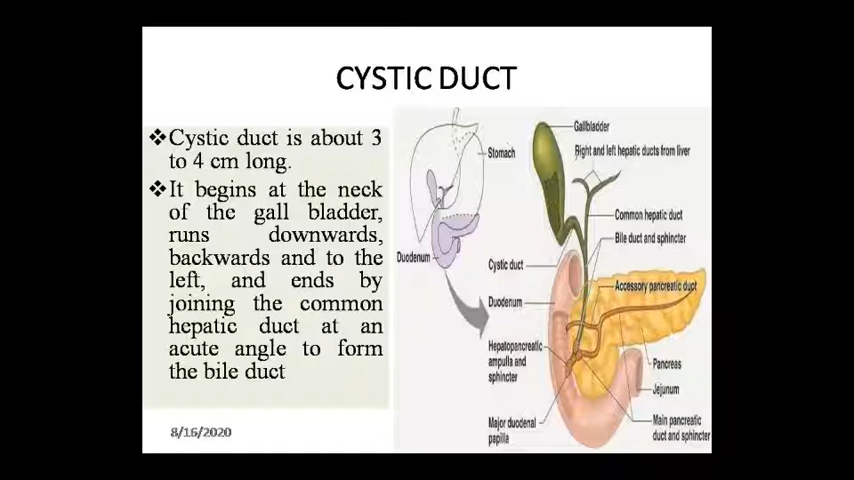 CYSTIC DUCT
❖Cystic duct is about 3
to 4 cm long.
❖It begins at the neck
of the gall bladder,
runs downwards,
backwards and to the
left, and ends by
joining the common
hepatic duct at an
acute angle to form
the bile duct
8/16/2020
Stomach
Duodenum
Gallbladder
Right and left hepatic ducts from liver
Common hepatic duct
Bile duct and sphincter
Cystic duct
Accessory pancreatic duct
Duodenum
Hepatopancreatic
ampulla and
sphincter
Pancreas
Jejunum
Major duodenal
papilla
Main pancreatic
duct and sphincter